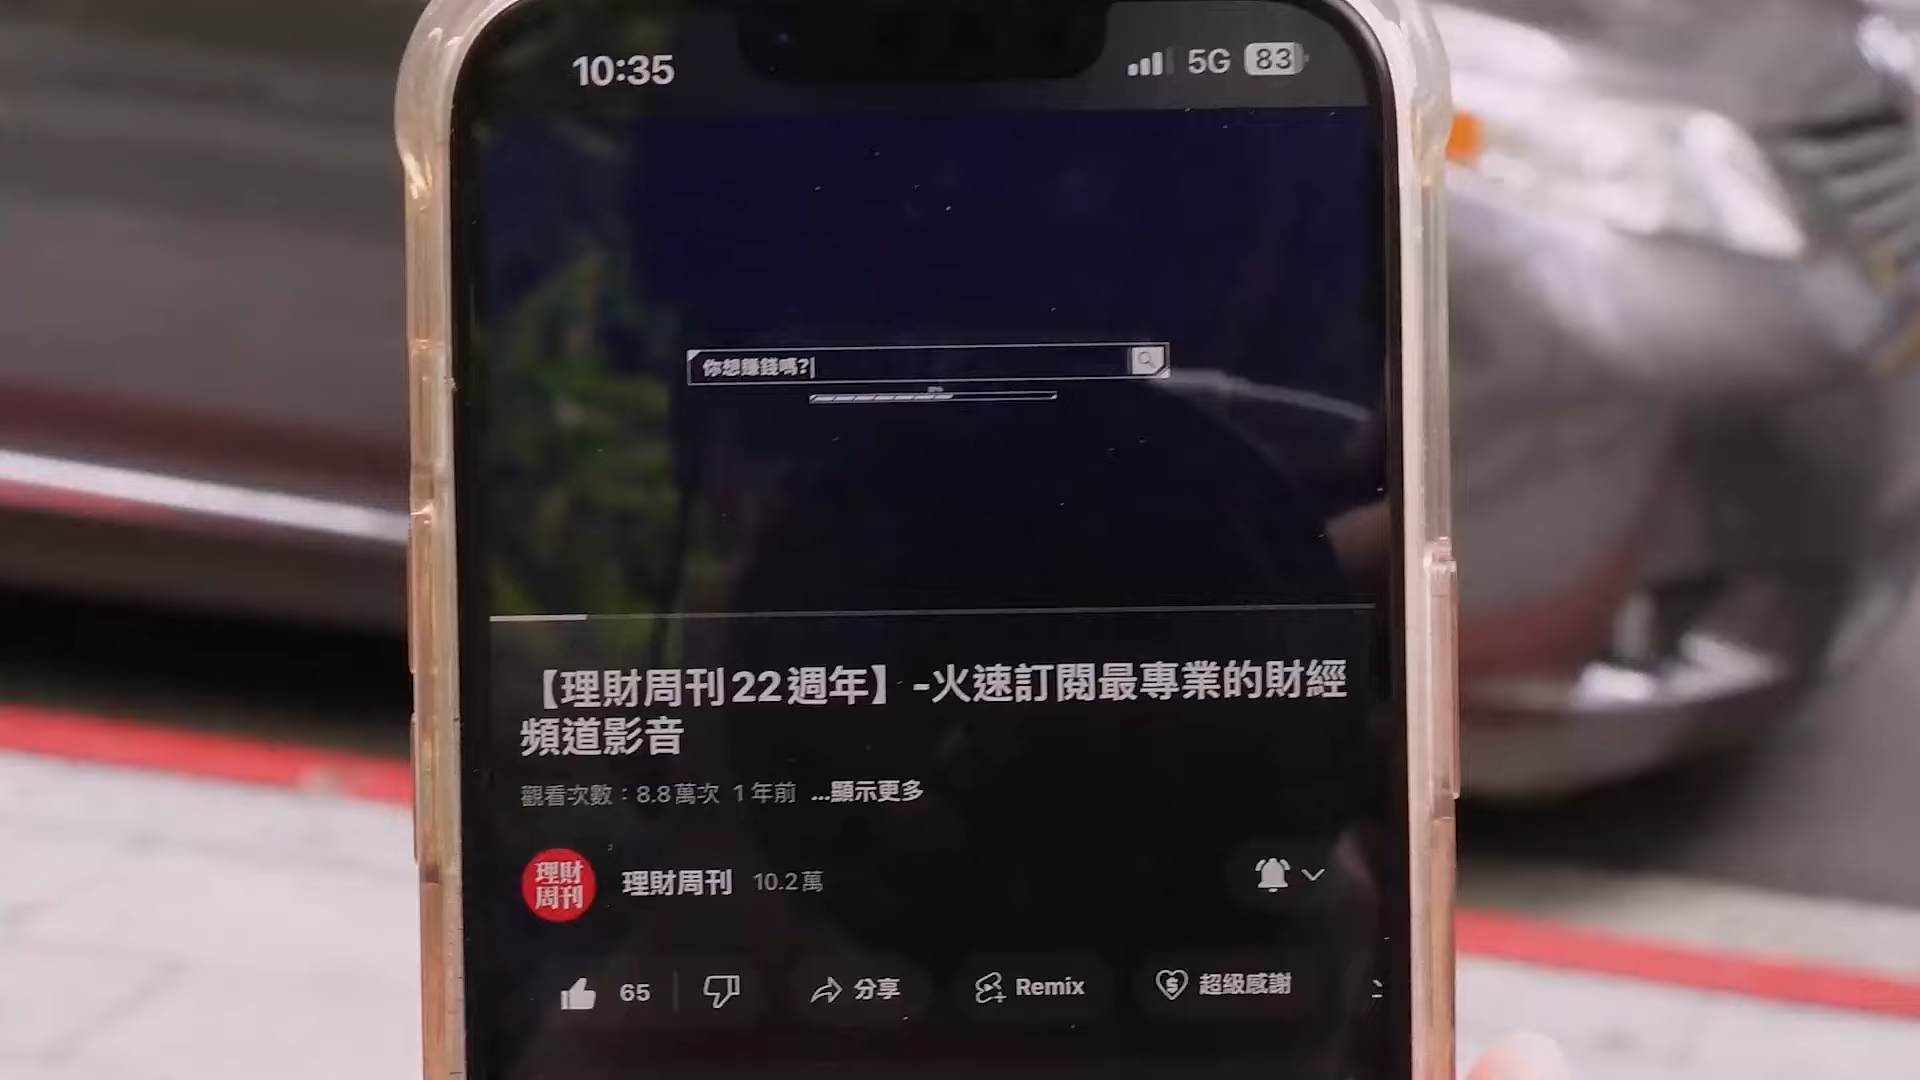 10:35
5G 83
你想賺錢嗎?
【理財周刊22週年】-火速訂閱最專業的財經
頻道影音
觀看次數：8.8萬次 1年前 ...顯示更多
理財
周刊
理財周刊 10.2萬
65 分享 Remix 超級感謝